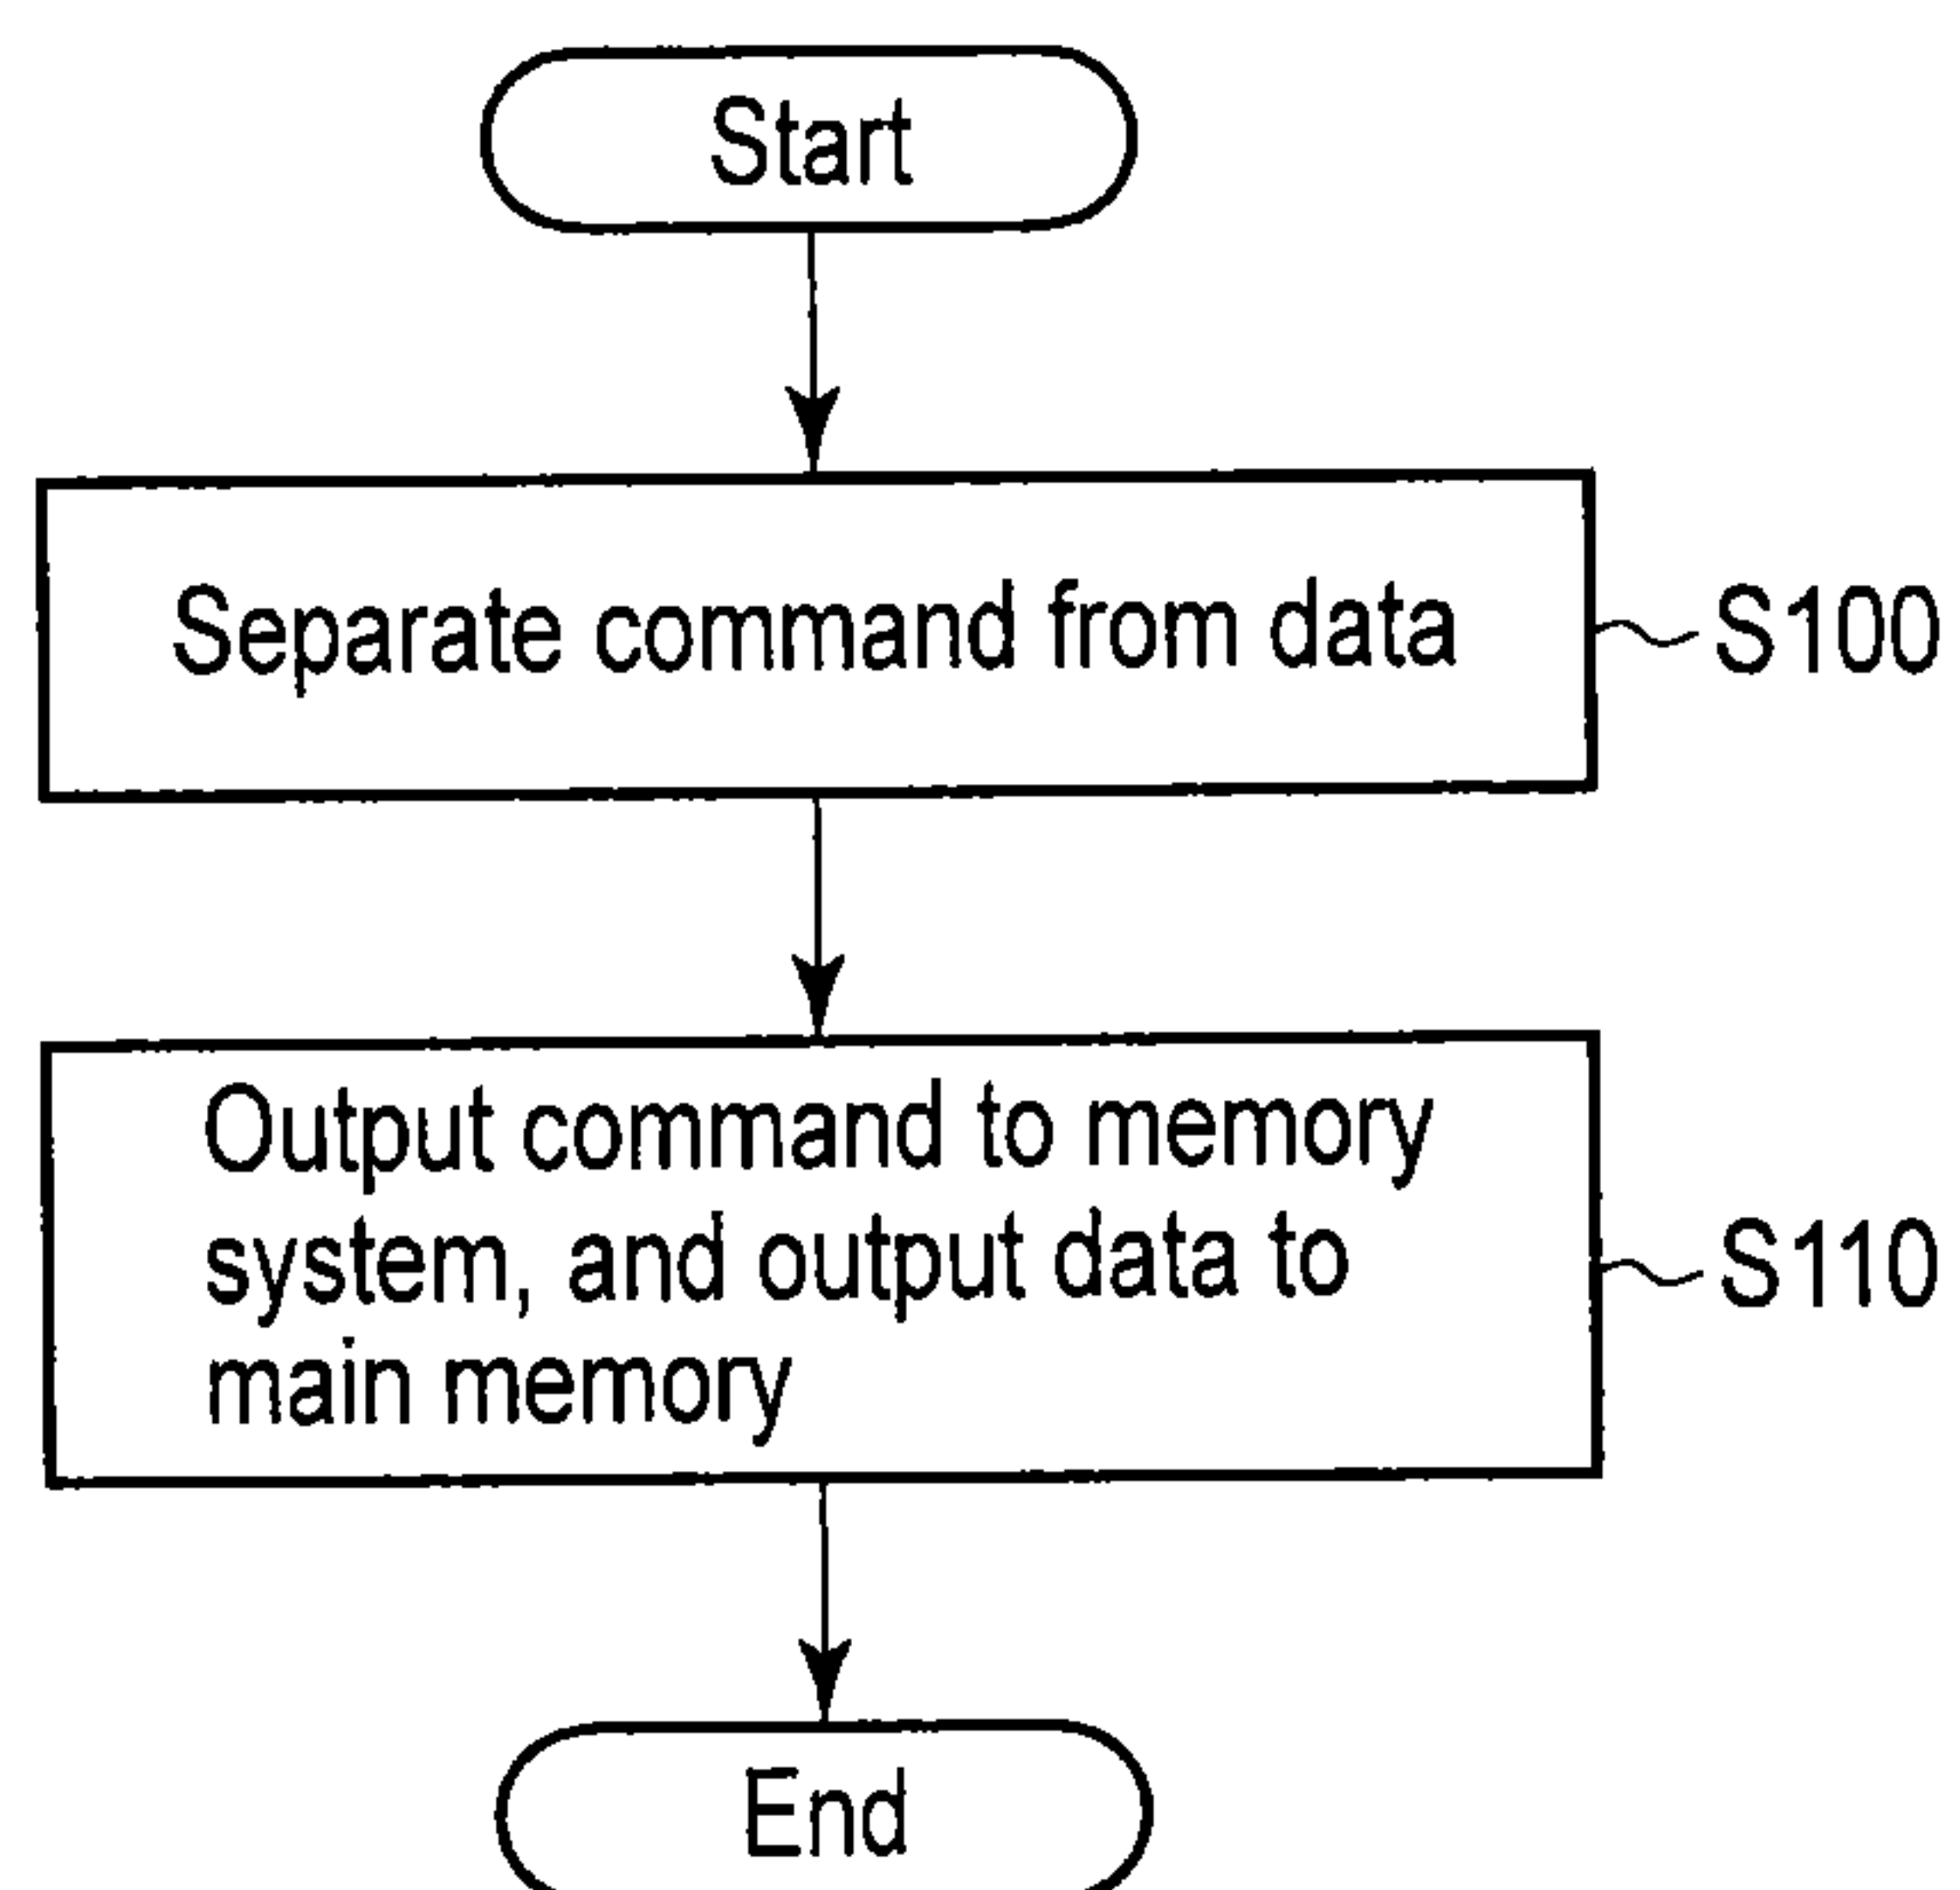 Start
Separate command from data
S100
Output command to memory
system, and output data to
main memory
S110
End